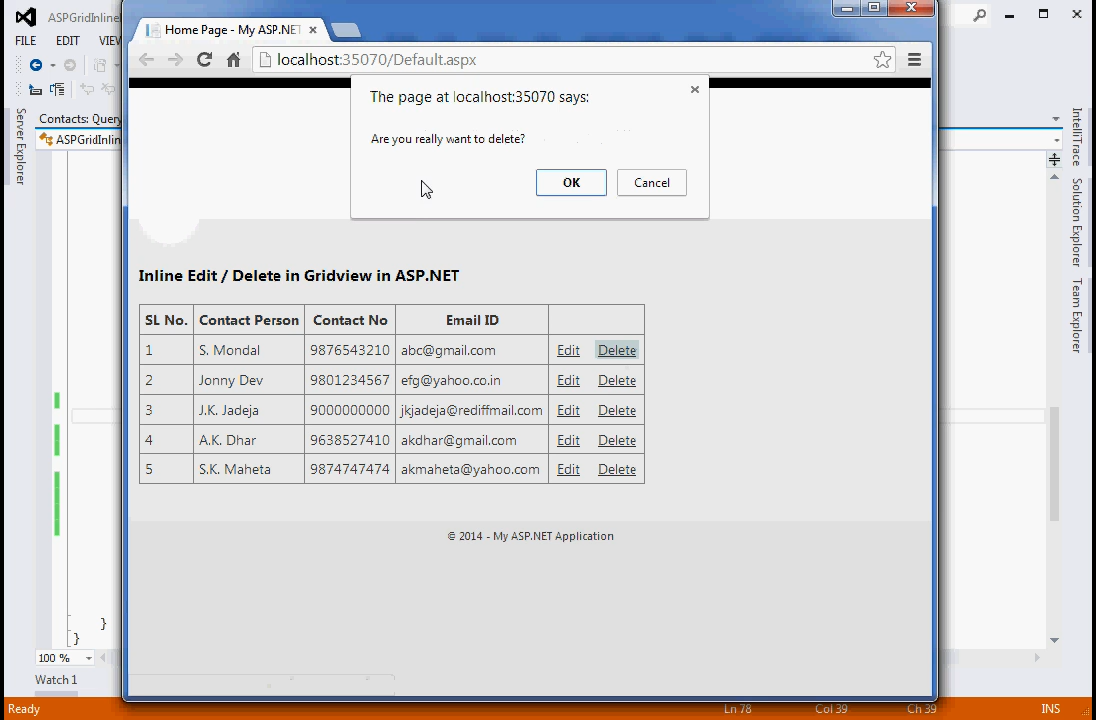 ASPGridInlineE
FILE EDIT VIEW
Home Page - My ASP.NET
localhost:35070/Default.aspx
The page at localhost:35070 says:
Are you really want to delete?
OK Cancel
Contacts: Query
ASPGridInlin
Server Explorer
IntelliTrace
Solution Explorer
Team Explorer
Inline Edit / Delete in Gridview in ASP.NET
SL No. Contact Person Contact No Email ID
1 S. Mondal 9876543210 abc@gmail.com Edit Delete
2 Jonny Dev 9801234567 efg@yahoo.co.in Edit Delete
3 J.K. Jadeja 9000000000 jkjadeja@rediffmail.com Edit Delete
4 A.K. Dhar 9638527410 akdhar@gmail.com Edit Delete
5 S.K. Maheta 9874747474 akmaheta@yahoo.com Edit Delete
© 2014 - My ASP.NET Application
}
}
100 %
Watch 1
Ready Ln 78 Col 39 Ch 39 INS